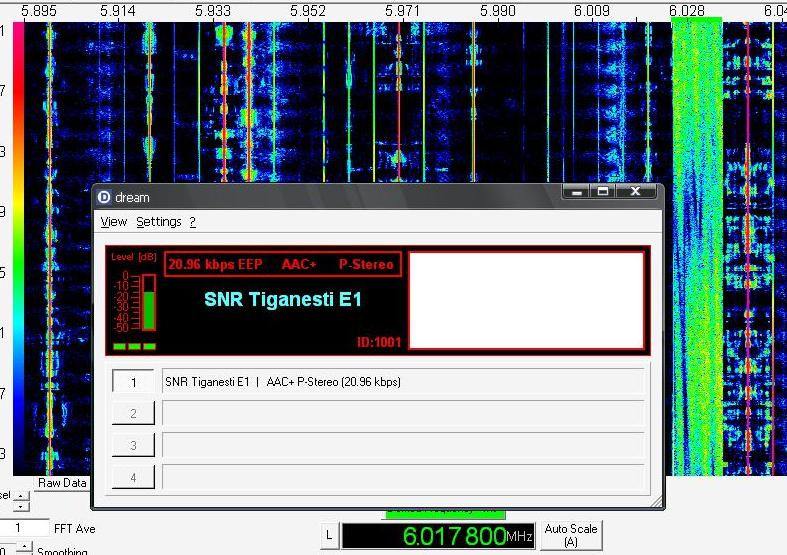 5.895 5.914 5.933 5.952 5.971 5.990 6.009 6.028 6.04
1
7
3
9
5
1
7
3
dream
View Settings ?
Level [dB]
0
-10
-20
-30
-40
-50
20.96 kbps EEP AAC+ P-Stereo
SNR Tiganesti E1
ID:1001
1 SNR Tiganesti E1 | AAC+ P-Stereo (20.96 kbps)
2
3
4
Raw Data
sel
1 FFT Ave
0 Smoothing
L 6.017800 MHz Auto Scale
(A)